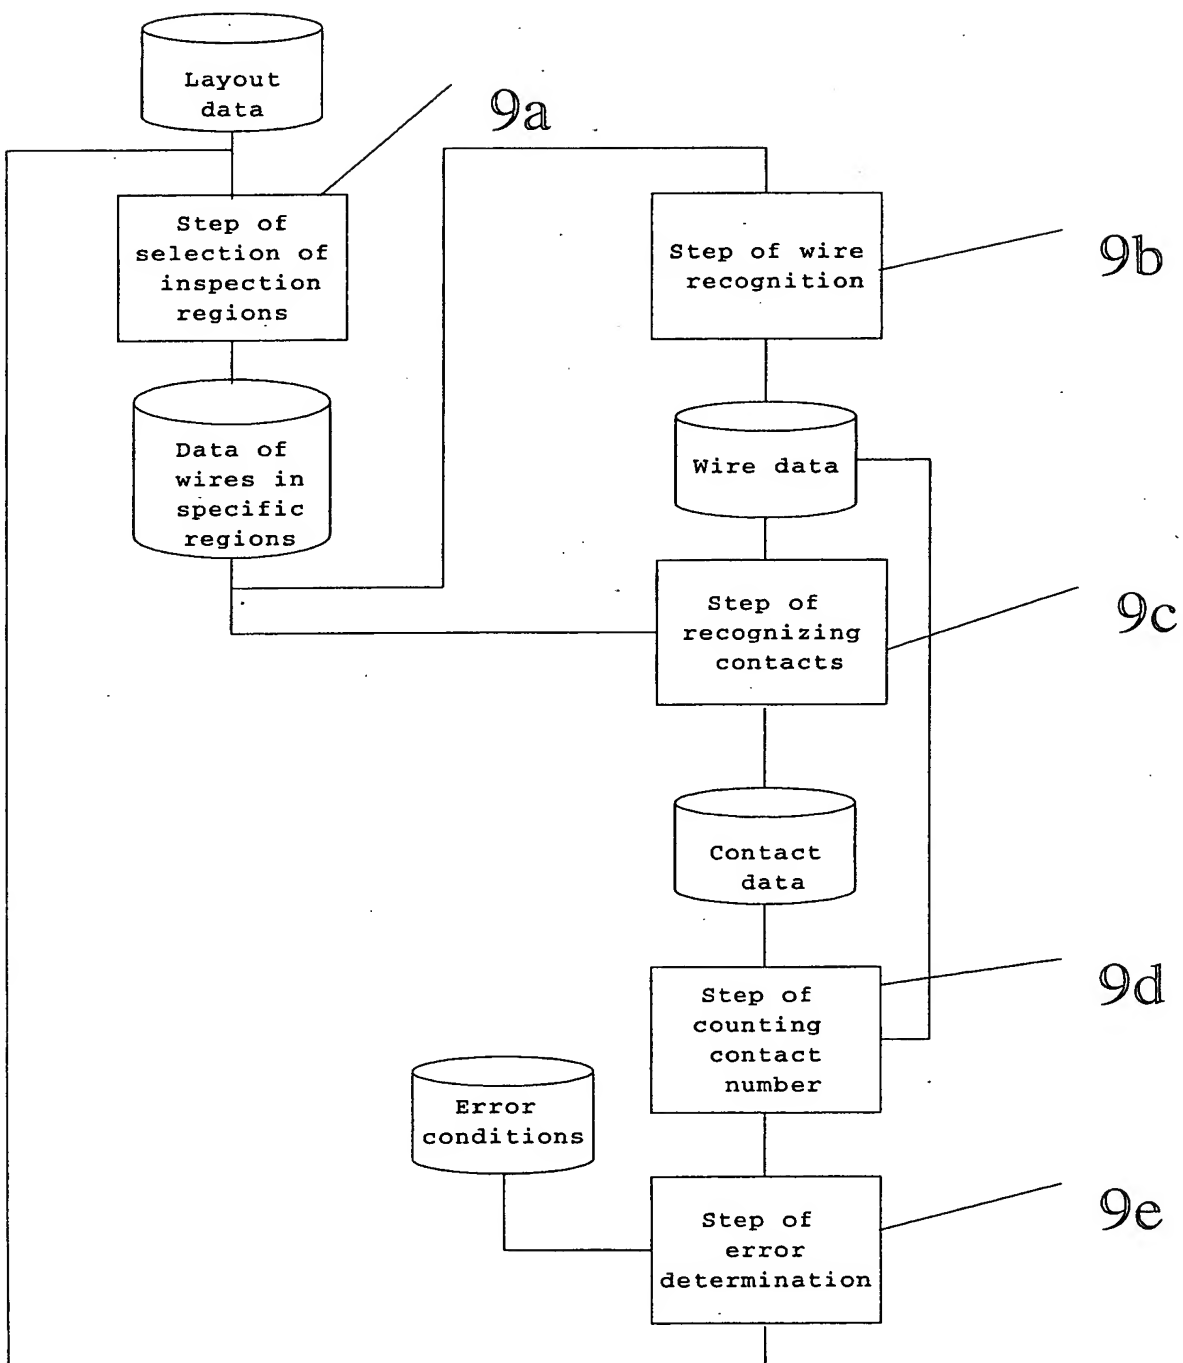 Layout
data
9a
Step of
selection of
inspection
regions
Step of wire
recognition
9b
Data of
wires in
specific
regions
Wire data
Step of
recognizing
contacts
9c
Contact
data
Step of
counting
contact
number
9d
Error
conditions
Step of
error
determination
9e